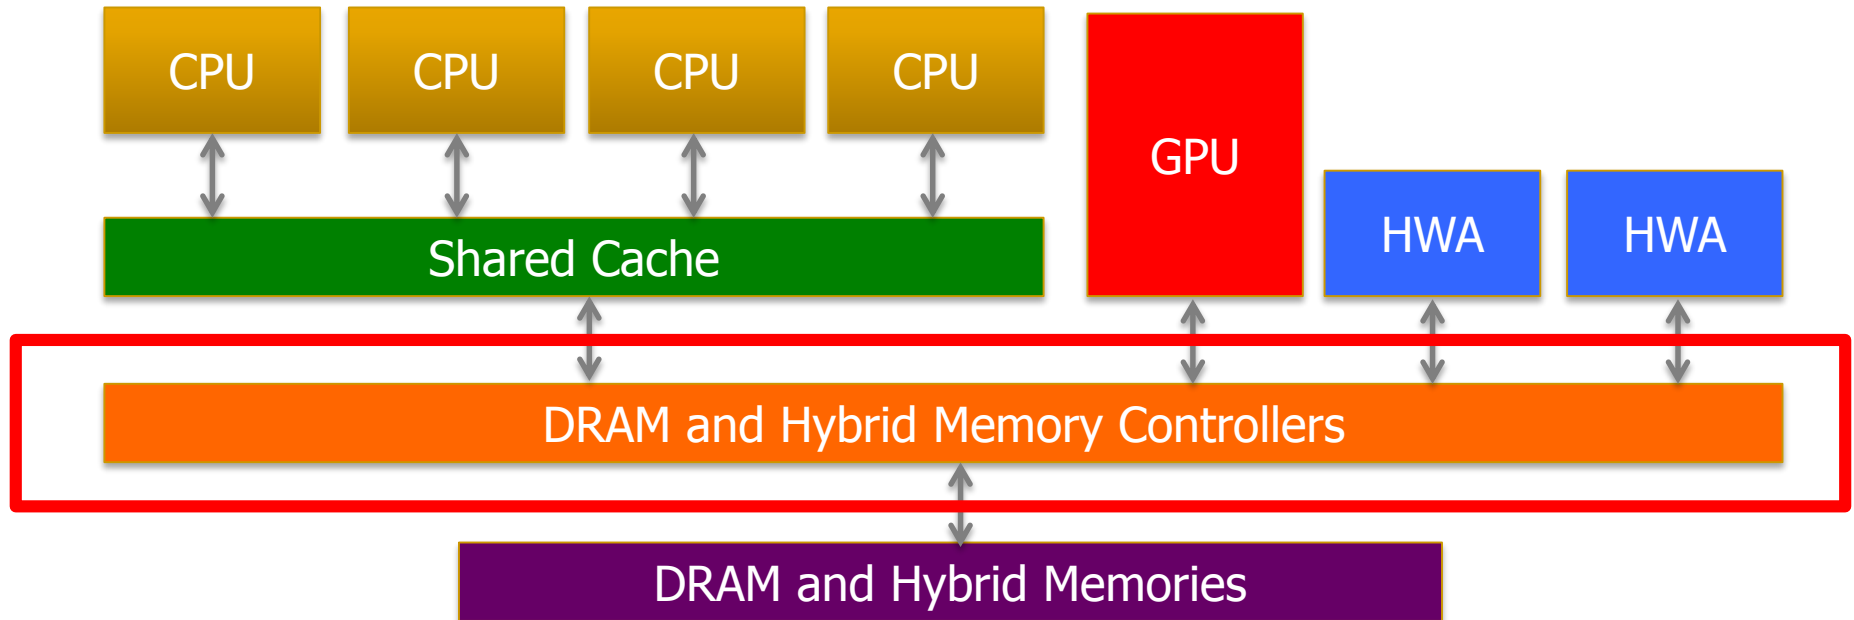 CPU
CPU
CPU
CPU
GPU
HWA
HWA
Shared Cache
DRAM and Hybrid Memory Controllers
DRAM and Hybrid Memories